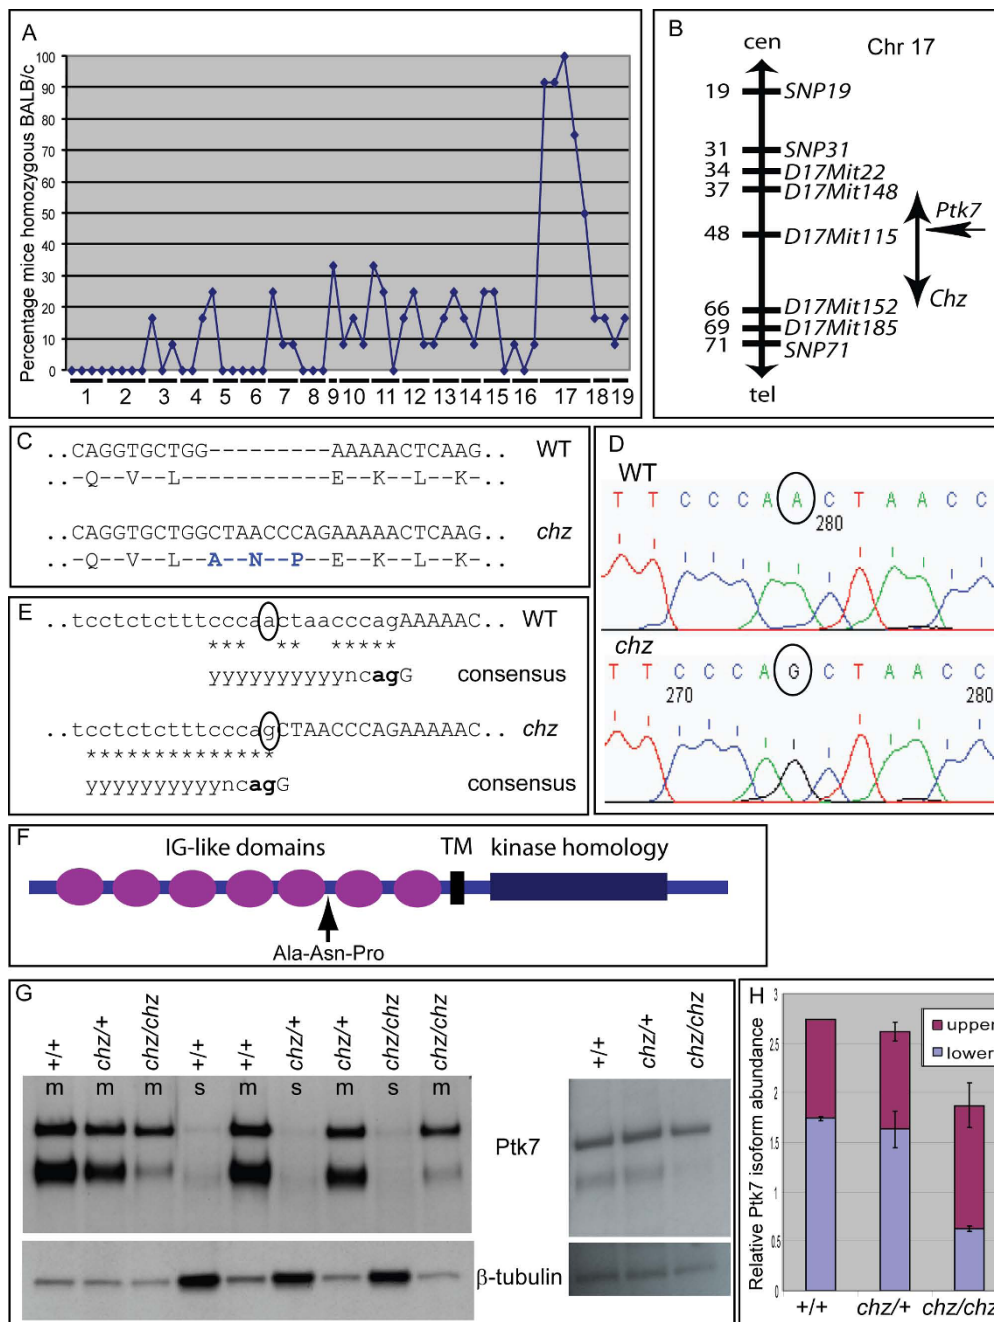 A
Percentage mice homozygous BALB/c
100
90
80
70
60
50
40
30
20
10
0
1 2 3 4 5 6 7 8 9 10 11 12 13 14 15 16 17 18 19
B
cen
Chr 17
19 SNP19
31 SNP31
34 D17Mit22
37 D17Mit148
Ptk7
48 D17Mit115
Chz
66 D17Mit152
69 D17Mit185
71 SNP71
tel
C
..CAGGTGCTGG---------AAAAACTCAAG.. WT
..-Q--V--L-----------E--K--L--K-..
..CAGGTGCTGGCTAACCCAGAAAAACTCAAG.. chz
..-Q--V--L--A--N--P--E--K--L--K-..
D
WT
T T C C C A A C T A A C C
280
chz
T T C C C A G C T A A C C
270 280
E
..tcctctctttcccaactaacccagAAAAAC.. WT
*** ** *****
yyyyyyyyyyncagG consensus
..tcctctctttcccagCTAACCCAGAAAAAC.. chz
**************
yyyyyyyyyyncagG consensus
F
IG-like domains TM kinase homology
Ala-Asn-Pro
G
+/+ chz/+ chz/chz +/+ +/+ chz/+ chz/+ chz/chz chz/chz
m m m s m s m s m
+/+ chz/+ chz/chz
Ptk7
β-tubulin
H
Relative Ptk7 isoform abundance
3
2.5
2
1.5
1
0.5
0
upper
lower
+/+ chz/+ chz/chz